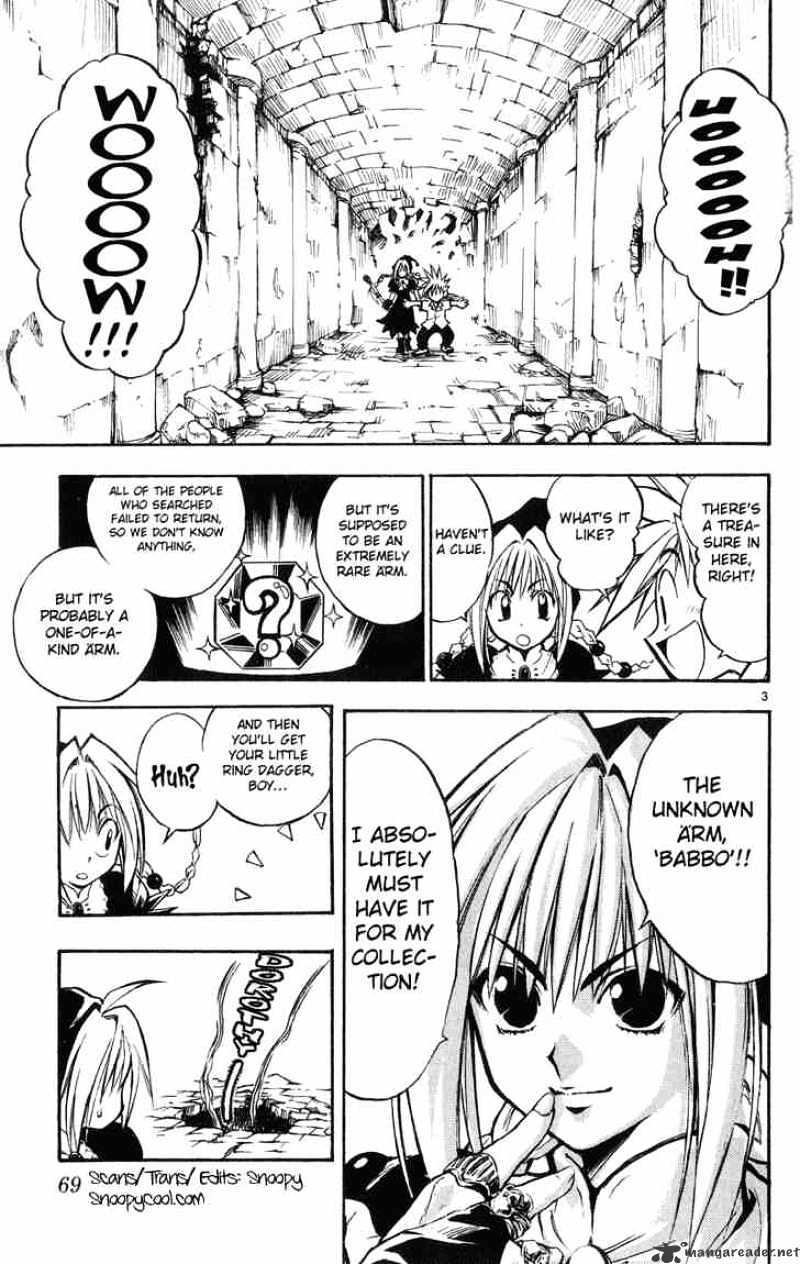 UOOOOOH!!
WOOOOW!!!
THERE'S
A TREA-
SURE IN
HERE,
RIGHT!
WHAT'S IT
LIKE?
HAVEN'T
A CLUE.
BUT IT'S
SUPPOSED
TO BE AN
EXTREMELY
RARE ÄRM.
ALL OF THE PEOPLE
WHO SEARCHED
FAILED TO RETURN,
SO WE DON'T KNOW
ANYTHING,
?
BUT IT'S
PROBABLY A
ONE-OF-A-
KIND ÄRM.
3
THE
UNKNOWN
ÄRM,
'BABBO'!!
I ABSO-
LUTELY
MUST
HAVE IT
FOR MY
COLLEC-
TION!
AND THEN
YOU'LL GET
YOUR LITTLE
RING DAGGER,
BOY...
Huh?
69
Scans/ Trans/ Edits: Snoopy
Snoopycool.com
mangareader.net